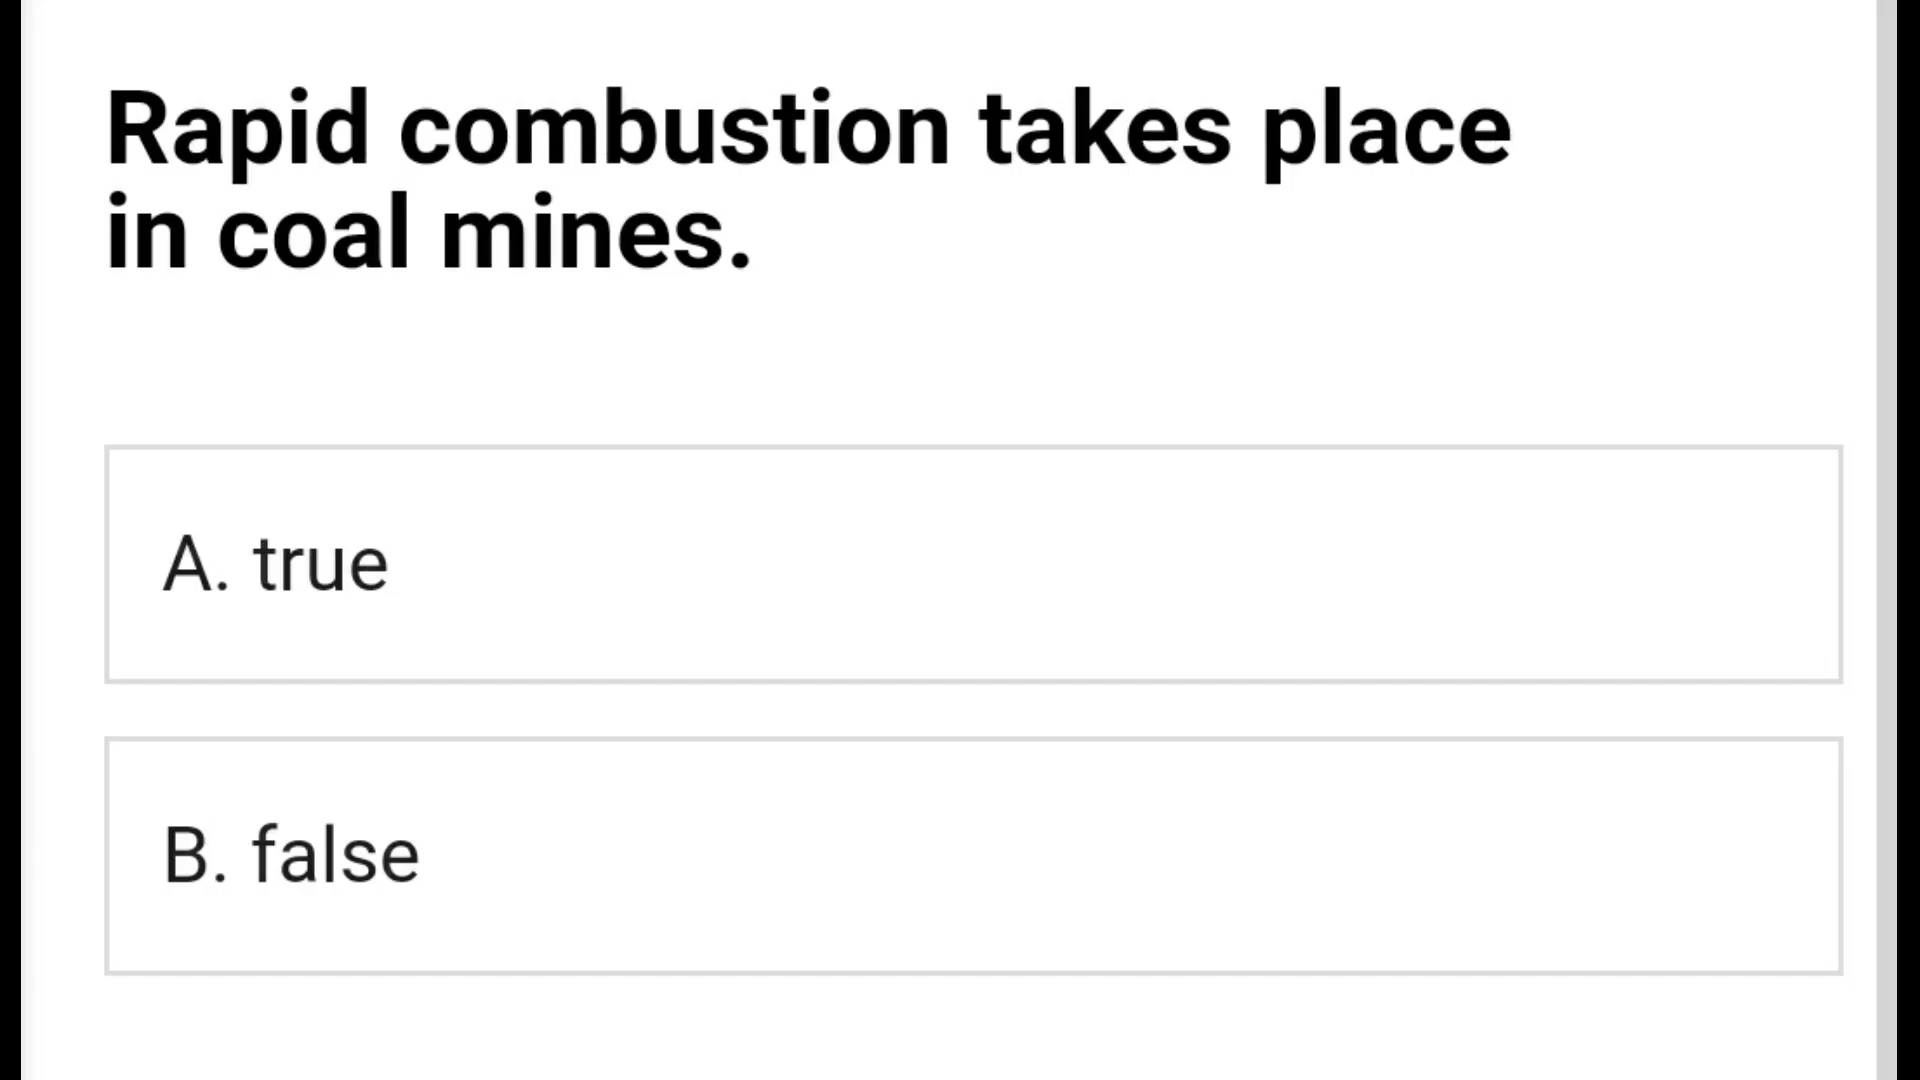 Rapid combustion takes place
in coal mines.
A. true
B. false